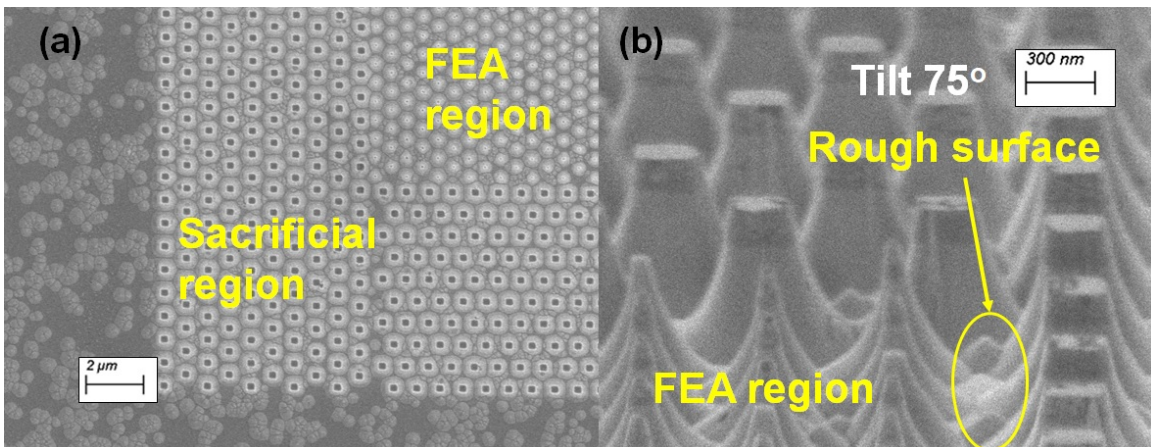 (a)
FEA
region
Sacrificial
region
2 µm
(b)
300 nm
Tilt 75°
Rough surface
FEA region